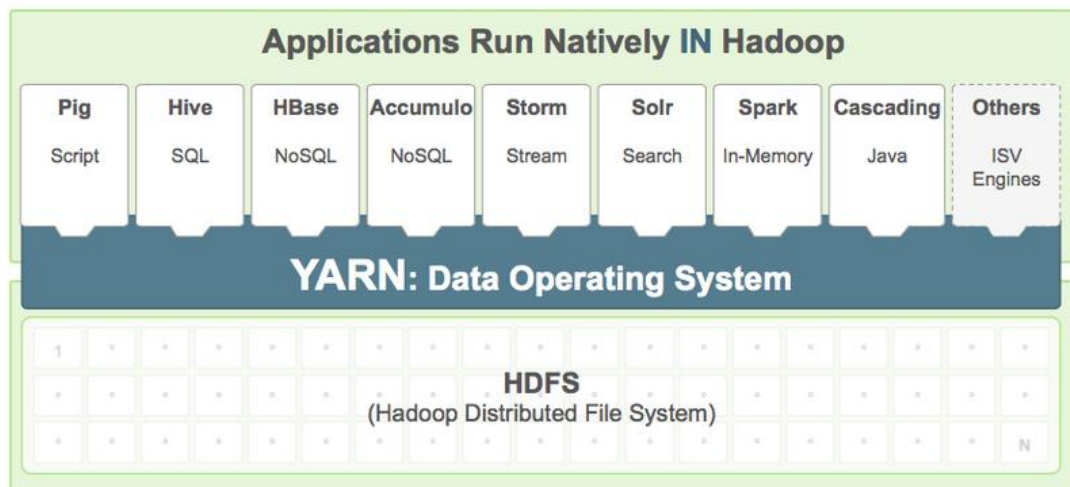 Applications Run Natively IN Hadoop
Pig
Script
Hive
SQL
HBase
NoSQL
Accumulo
NoSQL
Storm
Stream
Solr
Search
Spark
In-Memory
Cascading
Java
Others
ISV
Engines
YARN: Data Operating System
1
HDFS
(Hadoop Distributed File System)
N